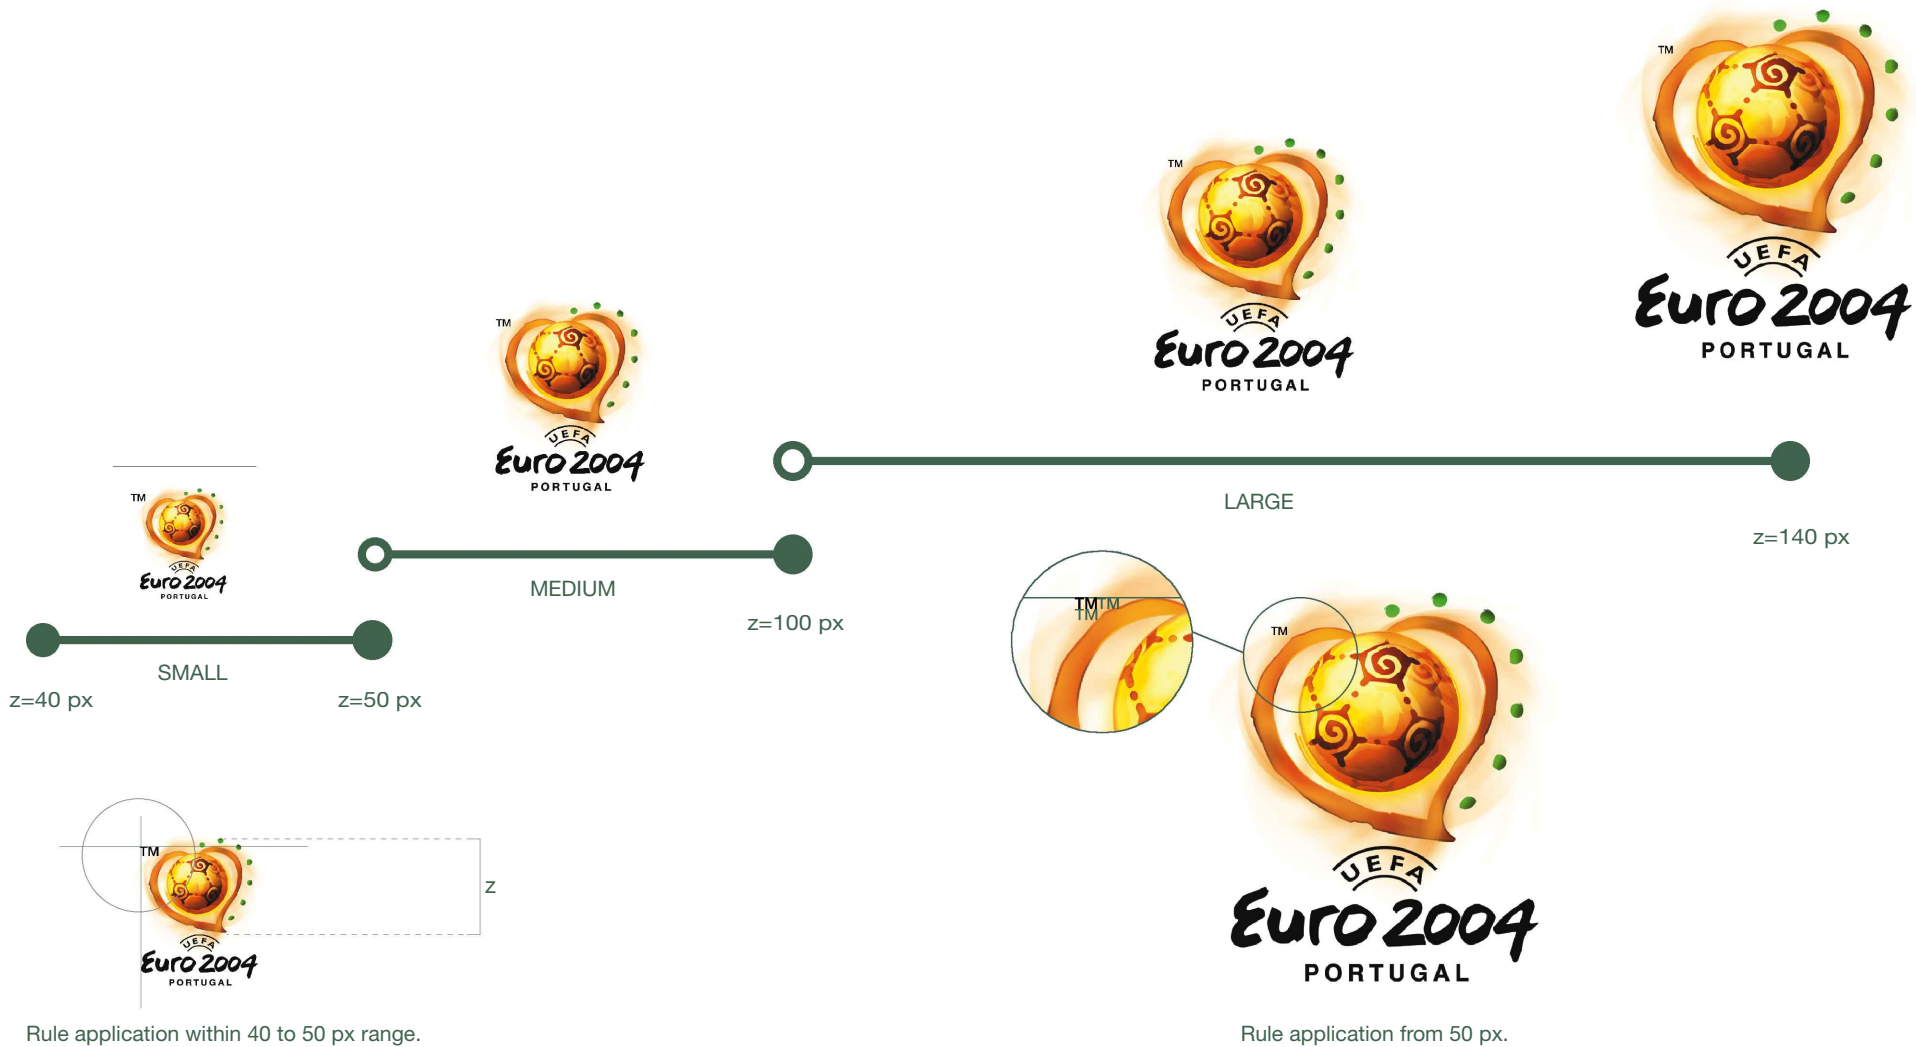 TM
UEFA
Euro 2004
PORTUGAL
TM
UEFA
Euro 2004
PORTUGAL
TM
UEFA
Euro 2004
PORTUGAL
LARGE
z=140 px
TM
UEFA
Euro 2004
PORTUGAL
MEDIUM
z=100 px
SMALL
z=40 px
z=50 px
TMTM
TM
TM
UEFA
Euro 2004
PORTUGAL
TM
z
UEFA
Euro 2004
PORTUGAL
Rule application within 40 to 50 px range.
Rule application from 50 px.